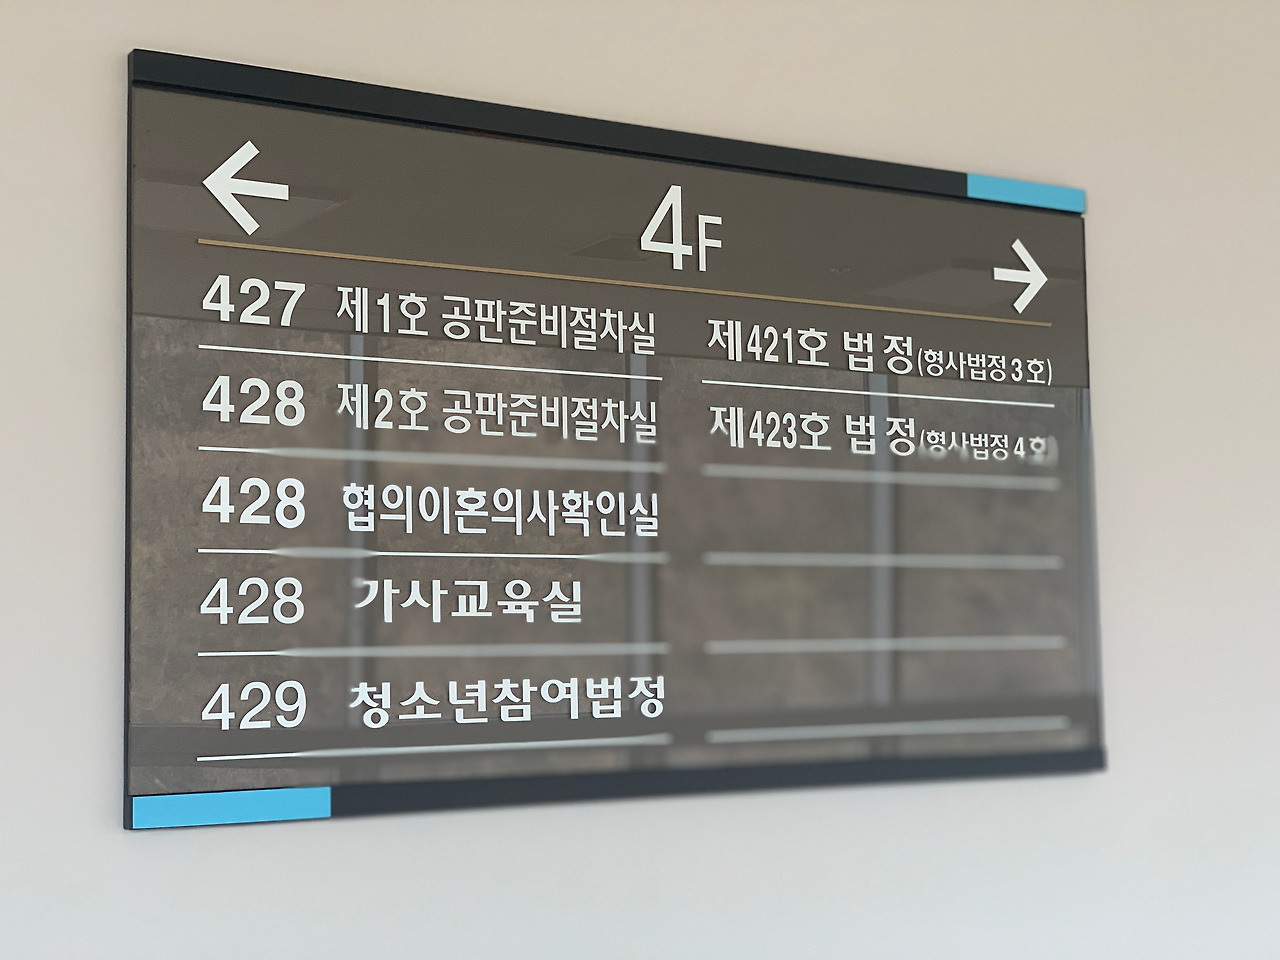 4F
427 제1호 공판준비절차실
428 제2호 공판준비절차실
428 협의이혼의사확인실
428 가사교육실
429 청소년참여법정
제421호 법정(형사법정3호)
제423호 법정(형사법정4호)